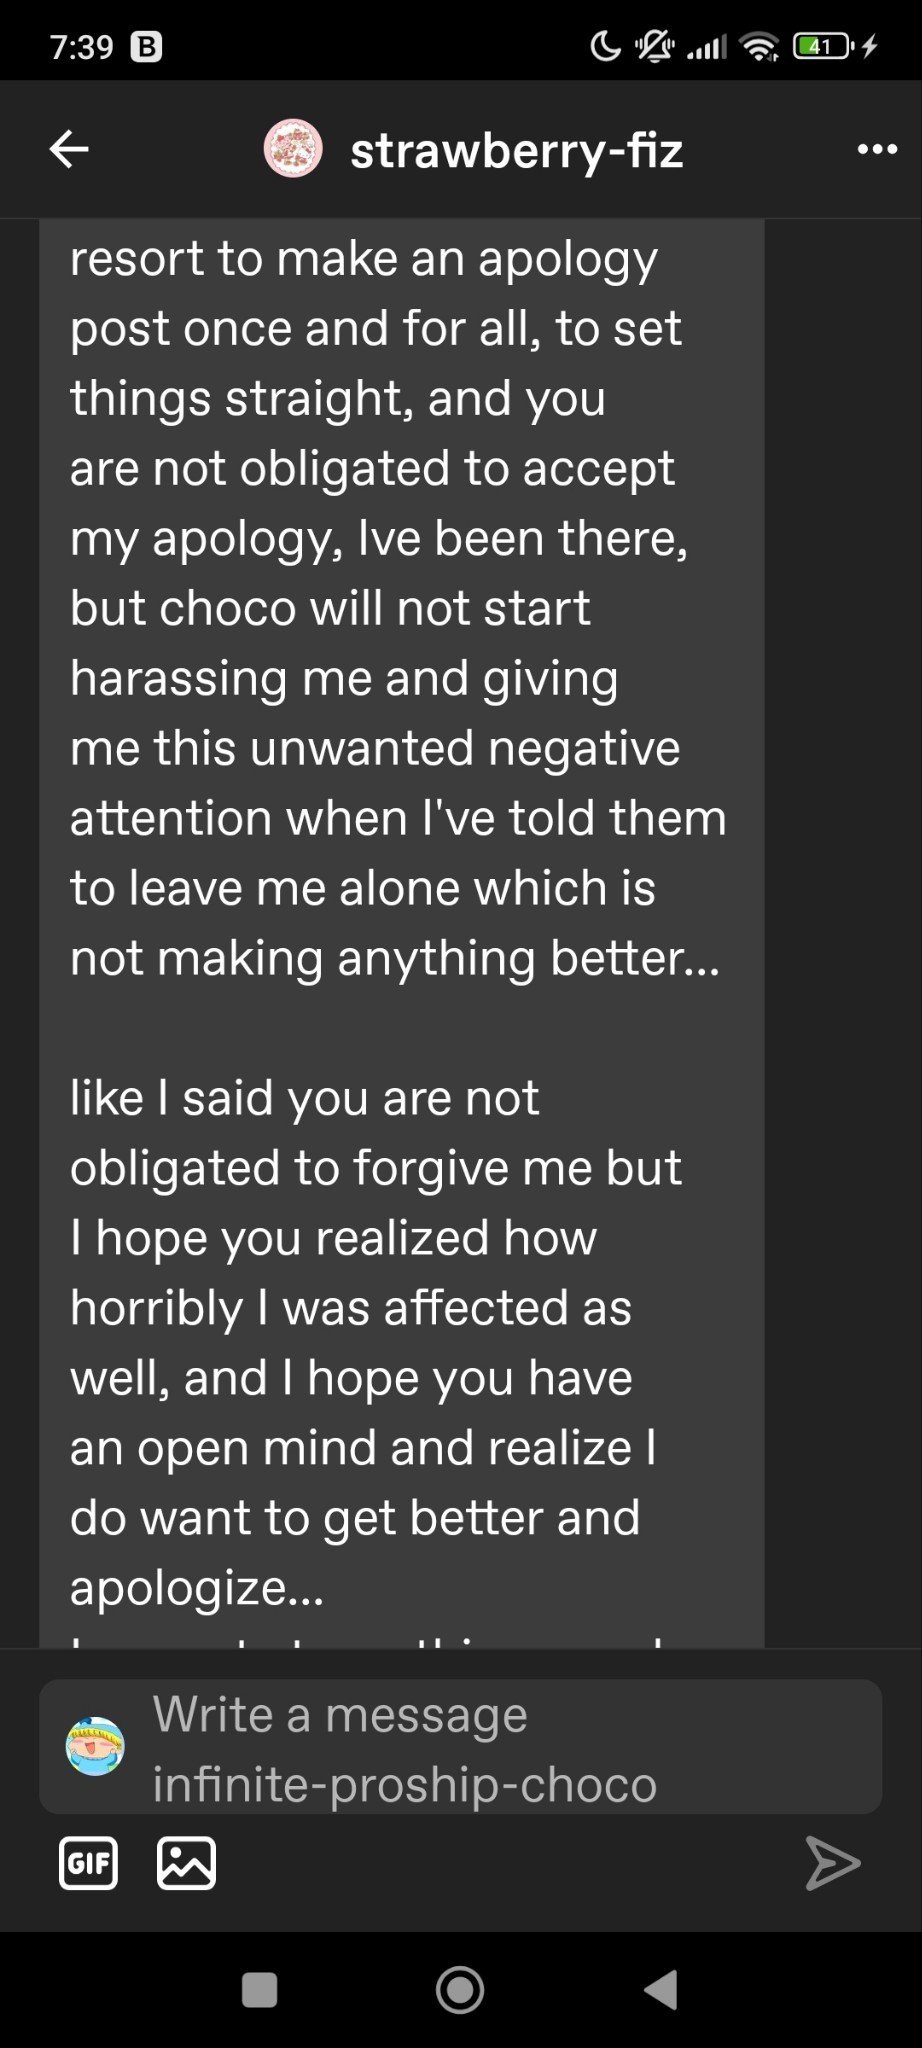 7:39 B 41
strawberry-fiz
resort to make an apology
post once and for all, to set
things straight, and you
are not obligated to accept
my apology, Ive been there,
but choco will not start
harassing me and giving
me this unwanted negative
attention when I've told them
to leave me alone which is
not making anything better...
like I said you are not
obligated to forgive me but
I hope you realized how
horribly I was affected as
well, and I hope you have
an open mind and realize I
do want to get better and
apologize...
Write a message
infinite-proship-choco
GIF